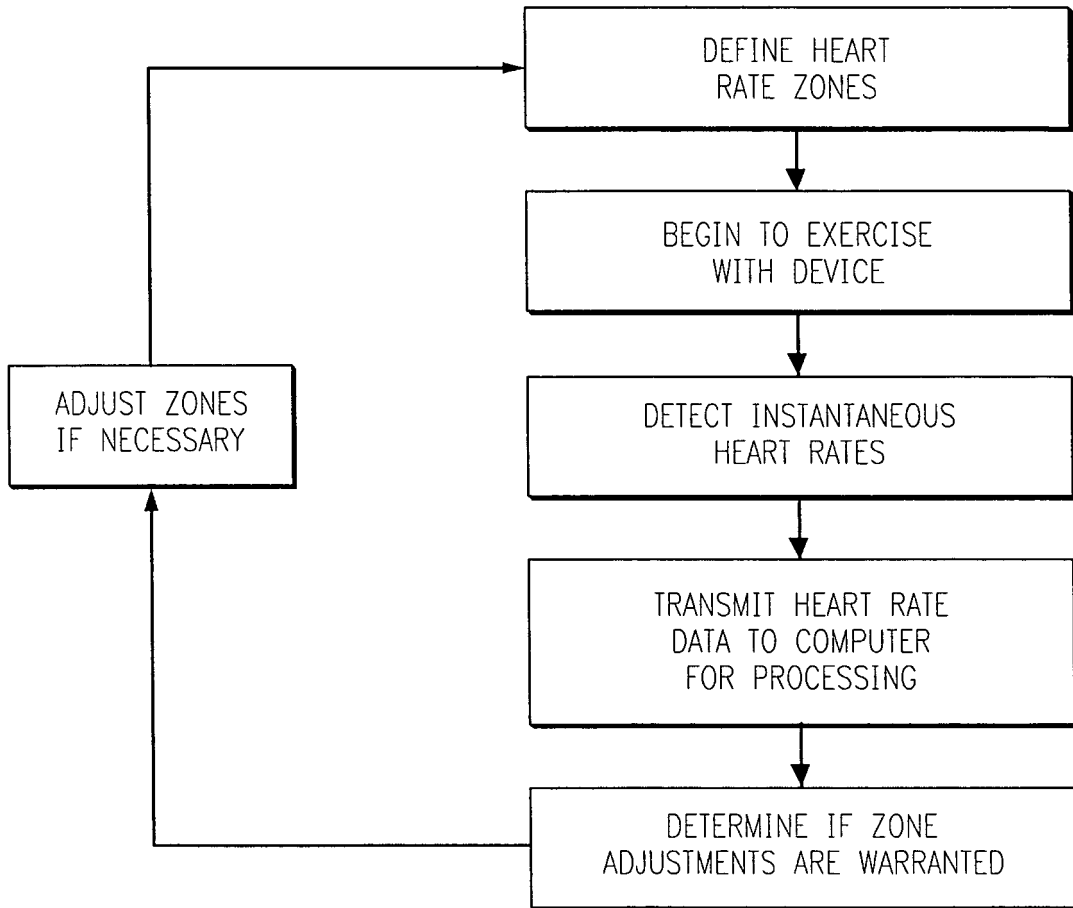 DEFINE HEART
RATE ZONES
BEGIN TO EXERCISE
WITH DEVICE
DETECT INSTANTANEOUS
HEART RATES
TRANSMIT HEART RATE
DATA TO COMPUTER
FOR PROCESSING
DETERMINE IF ZONE
ADJUSTMENTS ARE WARRANTED
ADJUST ZONES
IF NECESSARY